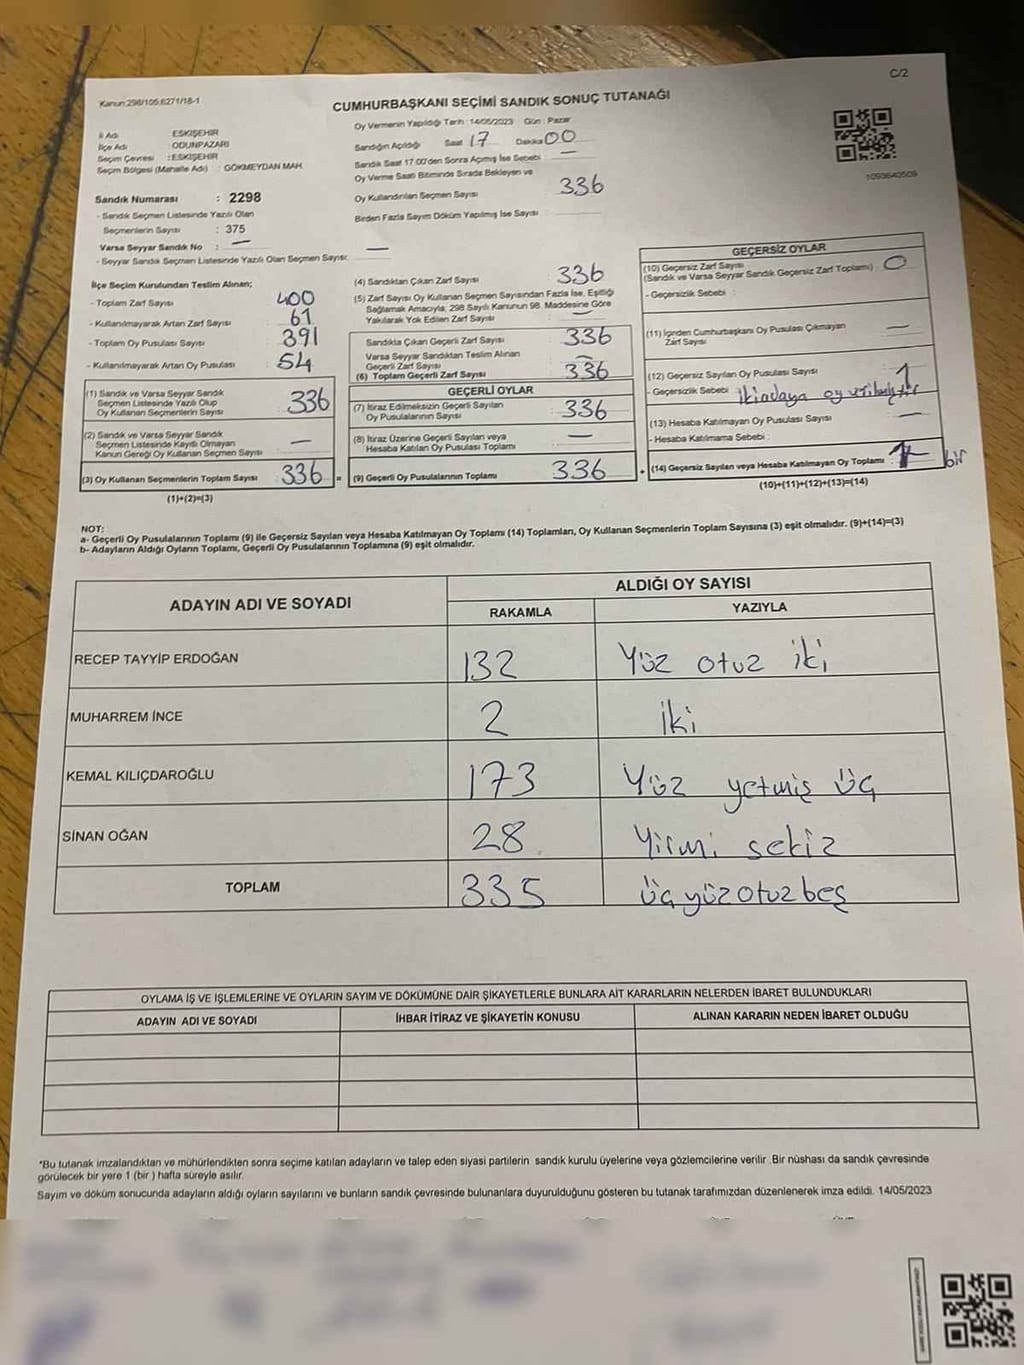 C/2
Kanun:298/105,6271/18-1
CUMHURBAŞKANI SEÇİMİ SANDIK SONUÇ TUTANAĞI
İl Adı : ESKİŞEHİR
İlçe Adı : ODUNPAZARI
Seçim Çevresi : ESKİŞEHİR
Seçim Bölgesi (Mahalle Adı) : GÖKMEYDAN MAH.
Sandık Numarası : 2298
- Sandık Seçmen Listesinde Yazılı Olan
Seçmenlerin Sayısı : 375
Varsa Seyyar Sandık No : —
- Seyyar Sandık Seçmen Listesinde Yazılı Olan Seçmen Sayısı: —
Oy Vermenin Yapıldığı Tarih : 14/05/2023 Gün : Pazar
Sandığın Açıldığı Saat 17 Dakika 00
Sandık Saat 17:00'den Sonra Açılmış İse Sebebi : —
Oy Verme Saati Bitiminde Sırada Bekleyen ve
Oy Kullandırılan Seçmen Sayısı 336
Birden Fazla Sayım Döküm Yapılmış İse Sayısı :
1093640509
İlçe Seçim Kurulundan Teslim Alınan;
- Toplam Zarf Sayısı 400
- Kullanılmayarak Artan Zarf Sayısı : 61
- Toplam Oy Pusulası Sayısı : 391
- Kullanılmayarak Artan Oy Pusulası : 54
(1) Sandık ve Varsa Seyyar Sandık
Seçmen Listesinde Yazılı Olup
Oy Kullanan Seçmenlerin Sayısı : 336
(2) Sandık ve Varsa Seyyar Sandık
Seçmen Listesinde Kayıtlı Olmayan
Kanun Gereği Oy Kullanan Seçmen Sayısı : —
(3) Oy Kullanan Seçmenlerin Toplam Sayısı : 336 =
(1)+(2)=(3)
(4) Sandıktan Çıkan Zarf Sayısı : 336
(5) Zarf Sayısı Oy Kullanan Seçmen Sayısından Fazla İse, Eşitliği
Sağlamak Amacıyla, 298 Sayılı Kanunun 98. Maddesine Göre
Yakılarak Yok Edilen Zarf Sayısı : —
Sandıkta Çıkan Geçerli Zarf Sayısı : 336
Varsa Seyyar Sandıktan Teslim Alınan
Geçerli Zarf Sayısı : —
(6) Toplam Geçerli Zarf Sayısı : 336
GEÇERLİ OYLAR
(7) İtiraz Edilmeksizin Geçerli Sayılan
Oy Pusulalarının Sayısı : 336
(8) İtiraz Üzerine Geçerli Sayılan veya
Hesaba Katılan Oy Pusulası Toplamı : —
(9) Geçerli Oy Pusulalarının Toplamı : 336 +
GEÇERSİZ OYLAR
(10) Geçersiz Zarf Sayısı
(Sandık ve Varsa Seyyar Sandık Geçersiz Zarf Toplamı) : 0
- Geçersizlik Sebebi :
(11) İçinden Cumhurbaşkanı Oy Pusulası Çıkmayan
Zarf Sayısı : —
(12) Geçersiz Sayılan Oy Pusulası Sayısı : 1
- Geçersizlik Sebebi : iki adaya oy verilmiştir
(13) Hesaba Katılmayan Oy Pusulası Sayısı : —
- Hesaba Katılmama Sebebi :
(14) Geçersiz Sayılan veya Hesaba Katılmayan Oy Toplamı : 1 bir
(10)+(11)+(12)+(13)=(14)
NOT:
a- Geçerli Oy Pusulalarının Toplamı (9) ile Geçersiz Sayılan veya Hesaba Katılmayan Oy Toplamı (14) Toplamları, Oy Kullanan Seçmenlerin Toplam Sayısına (3) eşit olmalıdır. (9)+(14)=(3)
b- Adayların Aldığı Oyların Toplamı, Geçerli Oy Pusulalarının Toplamına (9) eşit olmalıdır.
ADAYIN ADI VE SOYADI
ALDIĞI OY SAYISI
RAKAMLA YAZIYLA
RECEP TAYYİP ERDOĞAN 132 Yüz otuz iki
MUHARREM İNCE 2 iki
KEMAL KILIÇDAROĞLU 173 Yüz yetmiş üç
SİNAN OĞAN 28 Yirmi sekiz
TOPLAM 335 üçyüzotuzbeş
OYLAMA İŞ VE İŞLEMLERİNE VE OYLARIN SAYIM VE DÖKÜMÜNE DAİR ŞİKAYETLERLE BUNLARA AİT KARARLARIN NELERDEN İBARET BULUNDUKLARI
ADAYIN ADI VE SOYADI İHBAR İTİRAZ VE ŞİKAYETİN KONUSU ALINAN KARARIN NEDEN İBARET OLDUĞU
*Bu tutanak imzalandıktan ve mühürlendikten sonra seçime katılan adayların ve talep eden siyasi partilerin sandık kurulu üyelerine veya gözlemcilerine verilir .Bir nüshası da sandık çevresinde
görülecek bir yere 1 (bir ) hafta süreyle asılır.
Sayım ve döküm sonucunda adayların aldığı oyların sayılarını ve bunların sandık çevresinde bulunanlara duyurulduğunu gösteren bu tutanak tarafımızdan düzenlenerek imza edildi. 14/05/2023